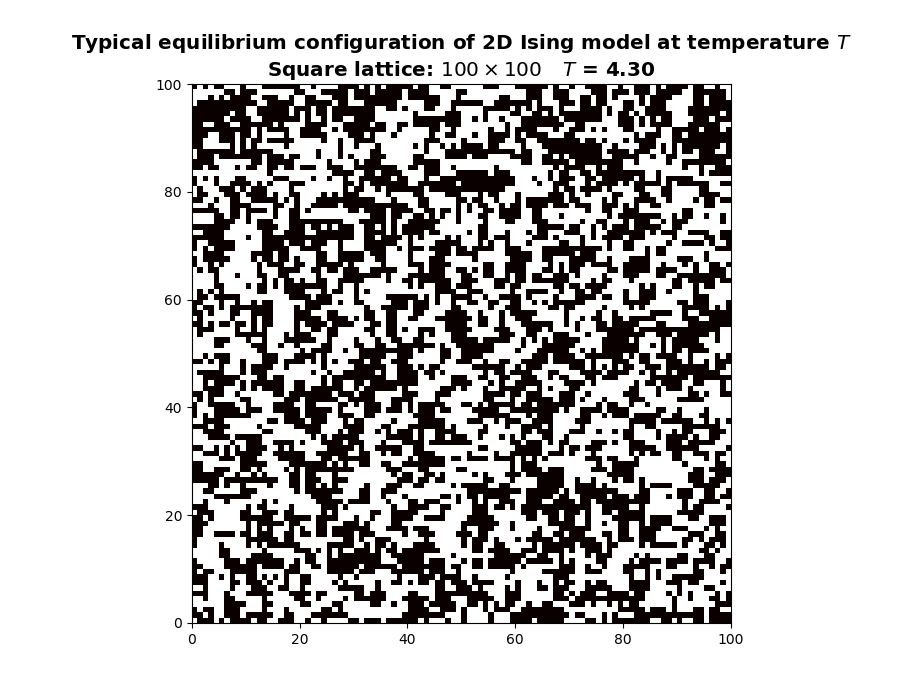 Typical equilibrium configuration of 2D Ising model at temperature T
Square lattice: 100 × 100 T = 4.30
100
80
60
40
20
0
0 20 40 60 80 100